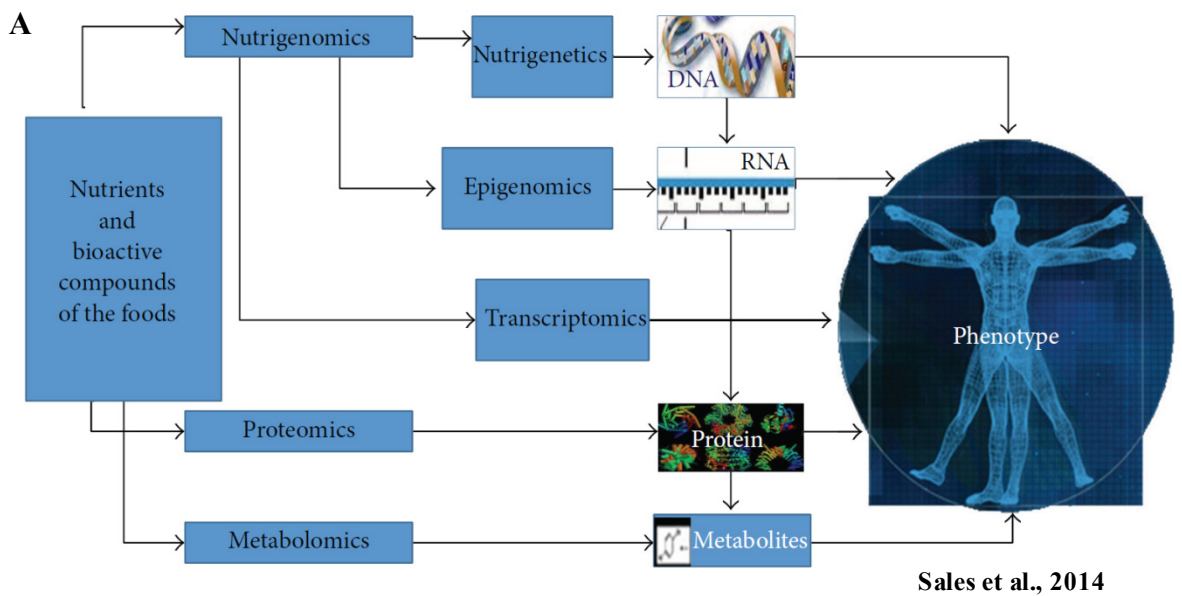 A
Nutrigenomics
Nutrigenetics
DNA
Nutrients
and
bioactive
compounds
of the foods
Epigenomics
RNA
Transcriptomics
Phenotype
Proteomics
Protein
Metabolomics
Metabolites
Sales et al., 2014